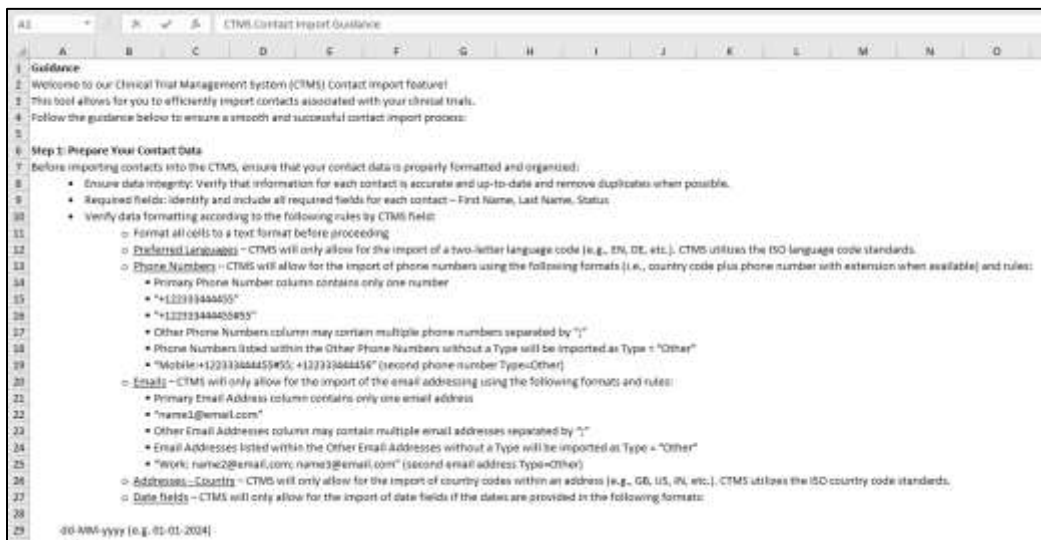 A1 CTMS Contact Import Guidance
A B C D E F G H I J K L M N O
1 Guidance
2 Welcome to our Clinical Trial Management System (CTMS) Contact Import feature!
3 This tool allows for you to efficiently import contacts associated with your clinical trials.
4 Follow the guidance below to ensure a smooth and successful contact import process:
5
6 Step 1: Prepare Your Contact Data
7 Before importing contacts into the CTMS, ensure that your contact data is properly formatted and organized:
8 • Ensure data integrity: Verify that information for each contact is accurate and up-to-date and remove duplicates when possible.
9 • Required fields: Identify and include all required fields for each contact – First Name, Last Name, Status
10 • Verify data formatting according to the following rules by CTMS field:
11 o Format all cells to a text format before proceeding
12 o Preferred Languages – CTMS will only allow for the import of a two-letter language code (e.g., EN, DE, etc.). CTMS utilizes the ISO language code standards.
13 o Phone Numbers – CTMS will allow for the import of phone numbers using the following formats (i.e., country code plus phone number with extension when available) and rules:
14 ▪ Primary Phone Number column contains only one number
15 ▪ "+122333444455"
16 ▪ "+122333444455#55"
17 ▪ Other Phone Numbers column may contain multiple phone numbers separated by ";"
18 ▪ Phone Numbers listed within the Other Phone Numbers without a Type will be imported as Type = "Other"
19 ▪ "Mobile:+122333444455#55; +122333444456" (second phone number Type=Other)
20 o Emails – CTMS will only allow for the import of the email addressing using the following formats and rules:
21 ▪ Primary Email Address column contains only one email address
22 ▪ "name1@email.com"
23 ▪ Other Email Addresses column may contain multiple email addresses separated by ";"
24 ▪ Email Addresses listed within the Other Email Addresses without a Type will be imported as Type = "Other"
25 ▪ "Work: name2@email.com; name3@email.com" (second email address Type=Other)
26 o Addresses - Country – CTMS will only allow for the import of country codes within an address (e.g., GB, US, IN, etc.). CTMS utilizes the ISO country code standards.
27 o Date fields – CTMS will only allow for the import of date fields if the dates are provided in the following formats:
28
29 dd-MM-yyyy (e.g. 01-01-2024)